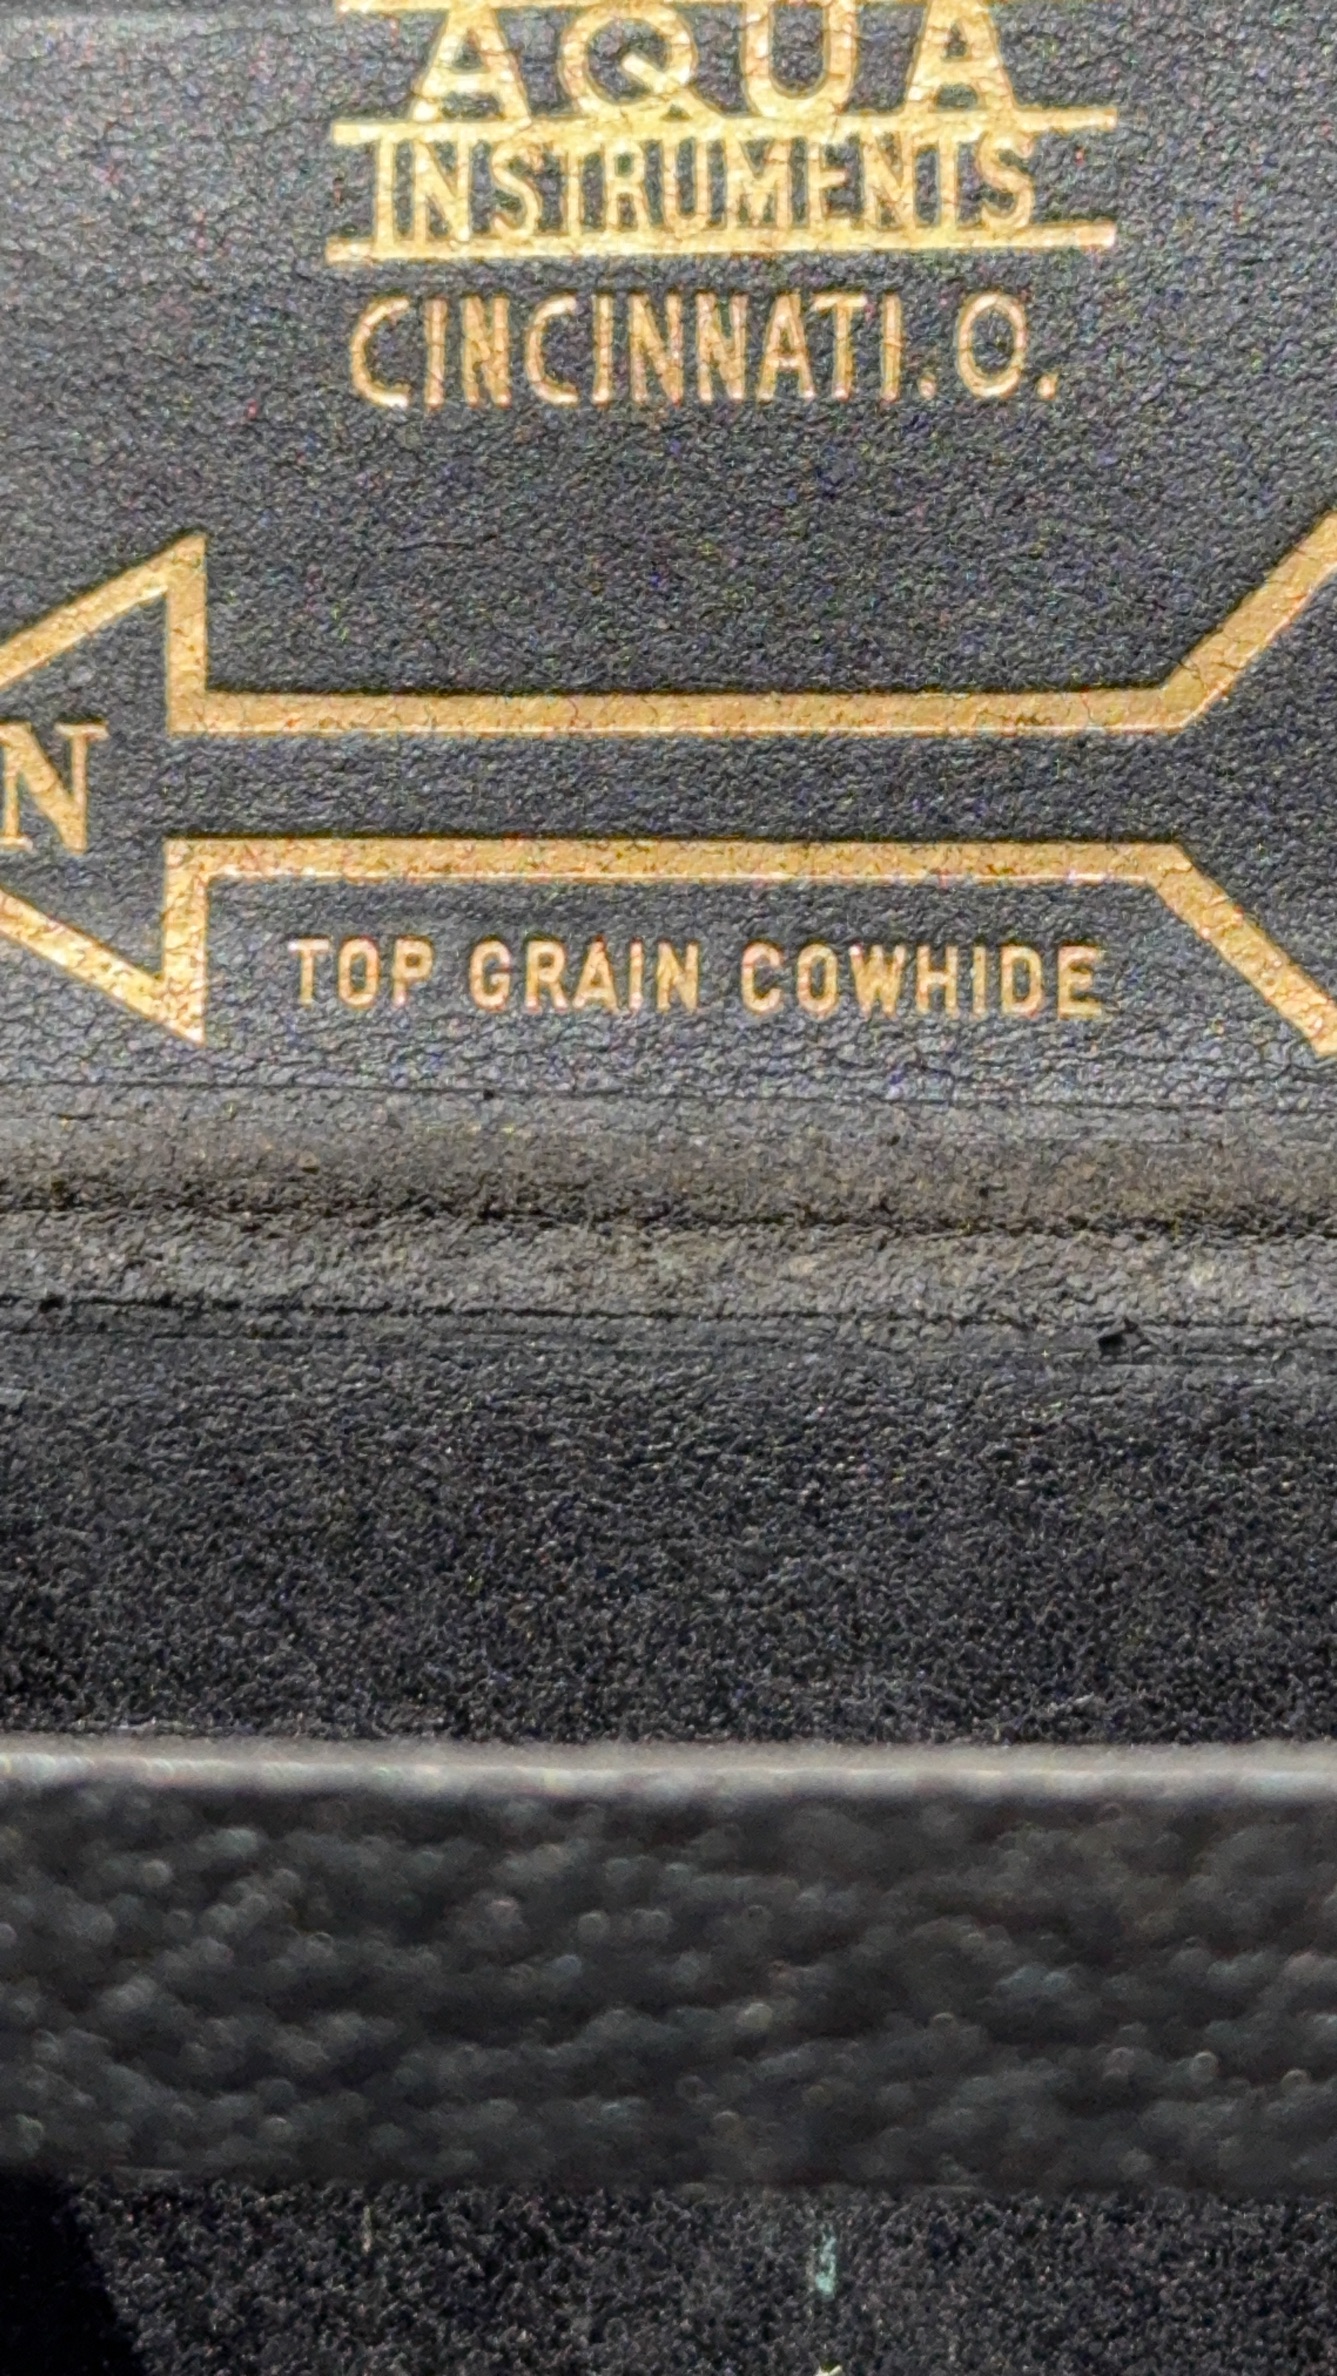 AQUA
INSTRUMENTS
CINCINNATI. O.
N
TOP GRAIN COWHIDE